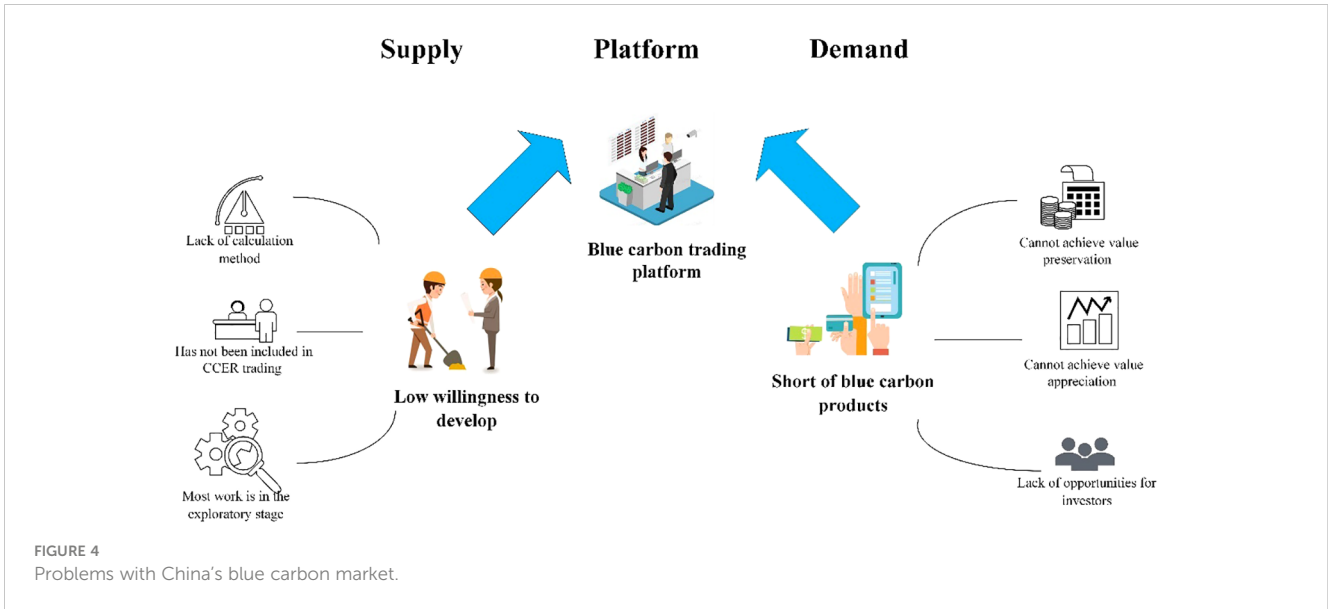 Supply
Platform
Demand
Lack of calculation
method
Has not been included in
CCER trading
Most work is in the
exploratory stage
Low willingness to
develop
Blue carbon trading
platform
Short of blue carbon
products
Cannot achieve value
preservation
Cannot achieve value
appreciation
Lack of opportunities for
investors
FIGURE 4
Problems with China's blue carbon market.